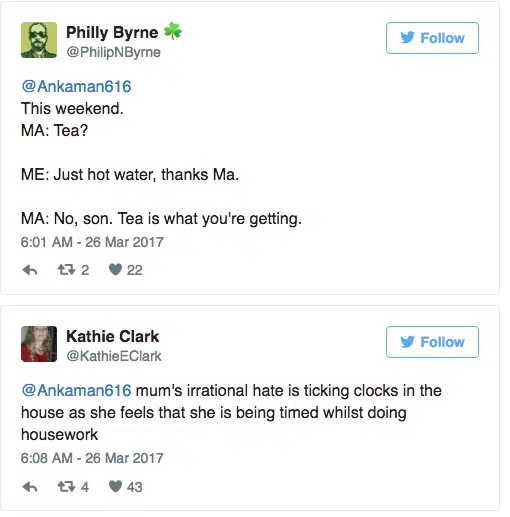 Philly Byrne ☘
@PhilipNByrne
Follow
@Ankaman616
This weekend.
MA: Tea?
ME: Just hot water, thanks Ma.
MA: No, son. Tea is what you're getting.
6:01 AM - 26 Mar 2017
2 22
Kathie Clark
@KathieEClark
Follow
@Ankaman616 mum's irrational hate is ticking clocks in the
house as she feels that she is being timed whilst doing
housework
6:08 AM - 26 Mar 2017
4 43